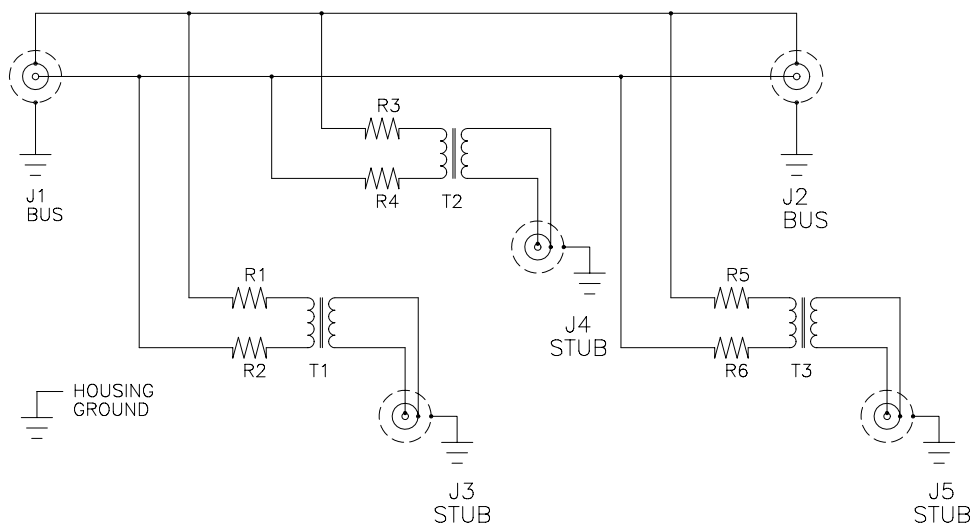 R3
R4
T2
J1
BUS
J2
BUS
R1
R2
T1
J4
STUB
R5
R6
T3
HOUSING
GROUND
J3
STUB
J5
STUB